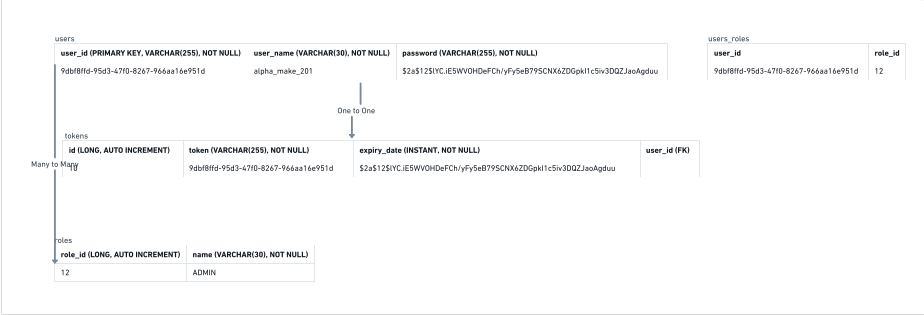 users
users_roles
user_id (PRIMARY KEY, VARCHAR(255), NOT NULL) user_name (VARCHAR(30), NOT NULL) password (VARCHAR(255), NOT NULL)
user_id role_id
9dbf8ffd-95d3-47f0-8267-966aa16e951d alpha_make_201 $2a$12$lYC.iE5WVOHDeFCh/yFy5eB79SCNX6ZDGpkI1c5iv3DQZJaoAgduu
9dbf8ffd-95d3-47f0-8267-966aa16e951d 12
One to One
tokens
id (LONG, AUTO INCREMENT) token (VARCHAR(255), NOT NULL) expiry_date (INSTANT, NOT NULL) user_id (FK)
Many to Many
10 9dbf8ffd-95d3-47f0-8267-966aa16e951d $2a$12$lYC.iE5WVOHDeFCh/yFy5eB79SCNX6ZDGpkI1c5iv3DQZJaoAgduu
roles
role_id (LONG, AUTO INCREMENT) name (VARCHAR(30), NOT NULL)
12 ADMIN